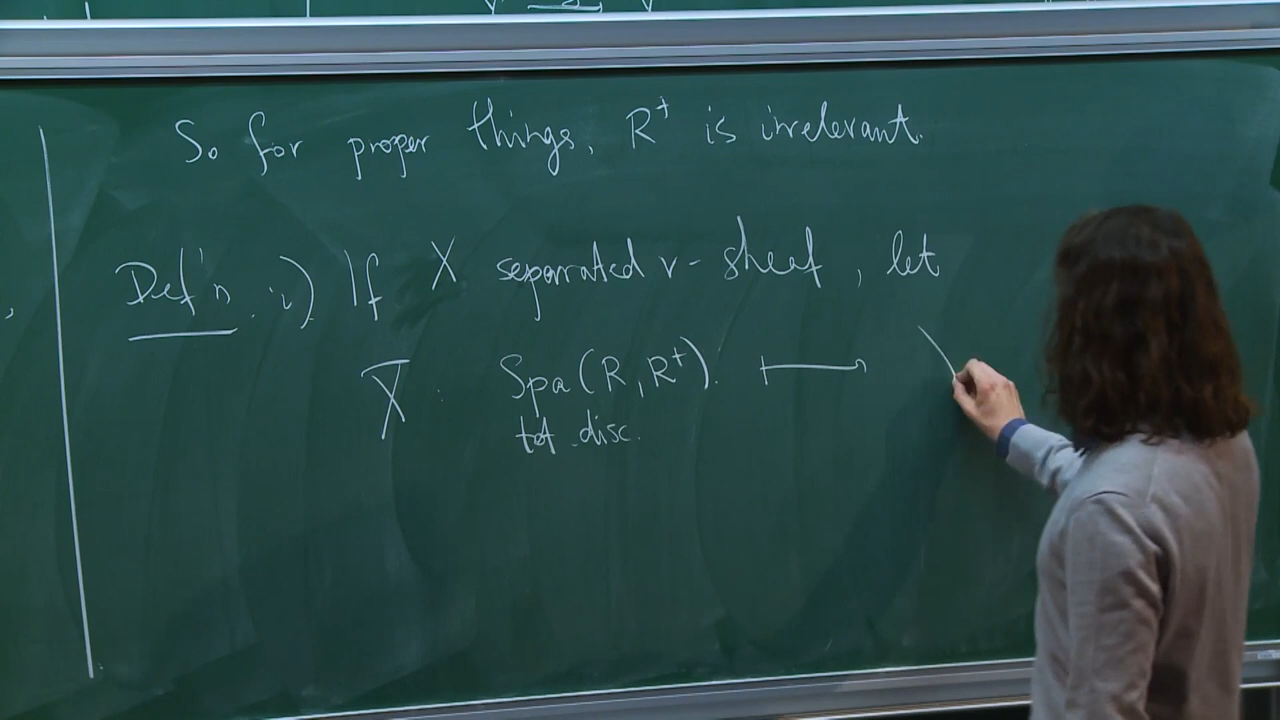 So for proper things, R⁺ is irrelevant.
Def'n. i) If X separated v-sheaf, let
X̅ : Spa(R, R⁺) ↦
tot. disc.